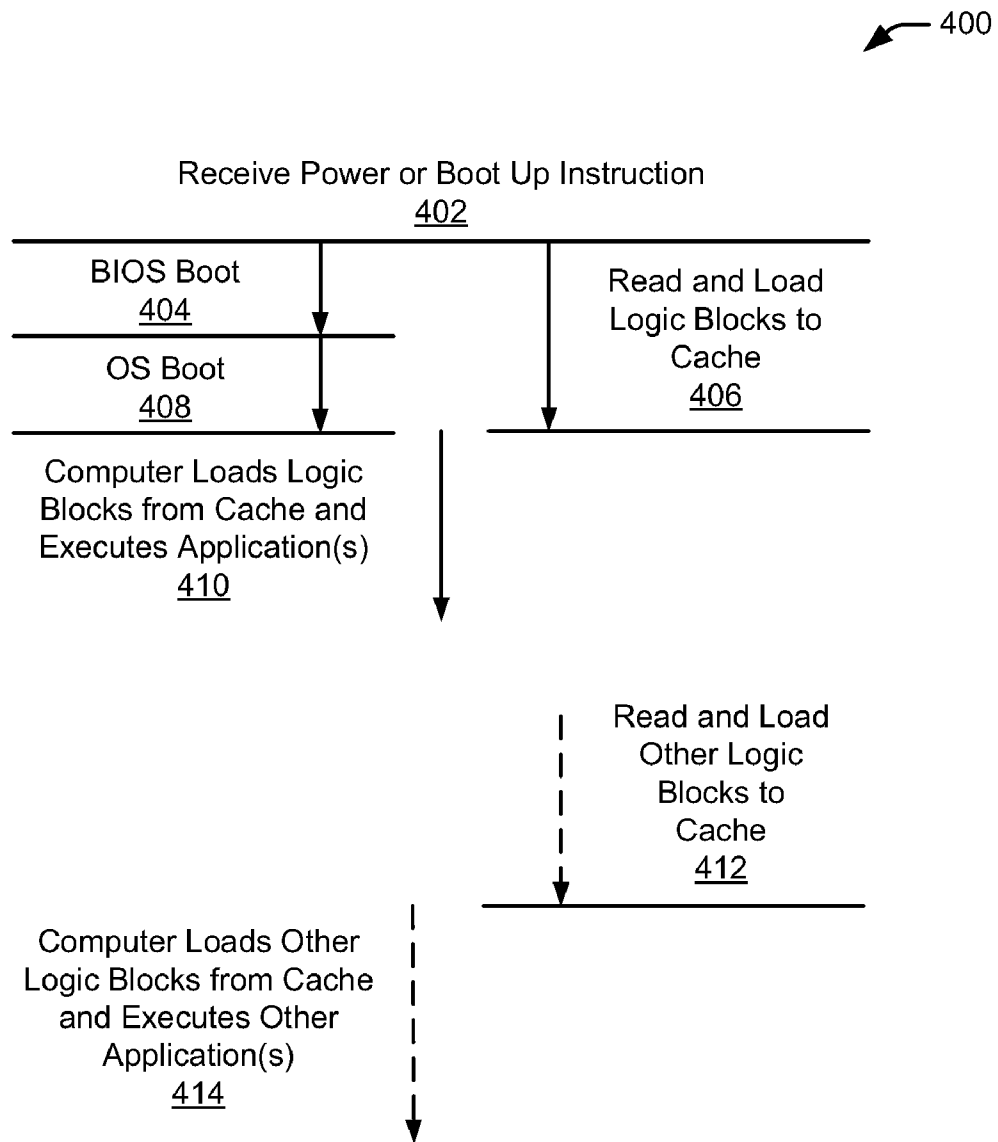 400
Receive Power or Boot Up Instruction
402
BIOS Boot
404
OS Boot
408
Read and Load
Logic Blocks to
Cache
406
Computer Loads Logic
Blocks from Cache and
Executes Application(s)
410
Read and Load
Other Logic
Blocks to
Cache
412
Computer Loads Other
Logic Blocks from Cache
and Executes Other
Application(s)
414